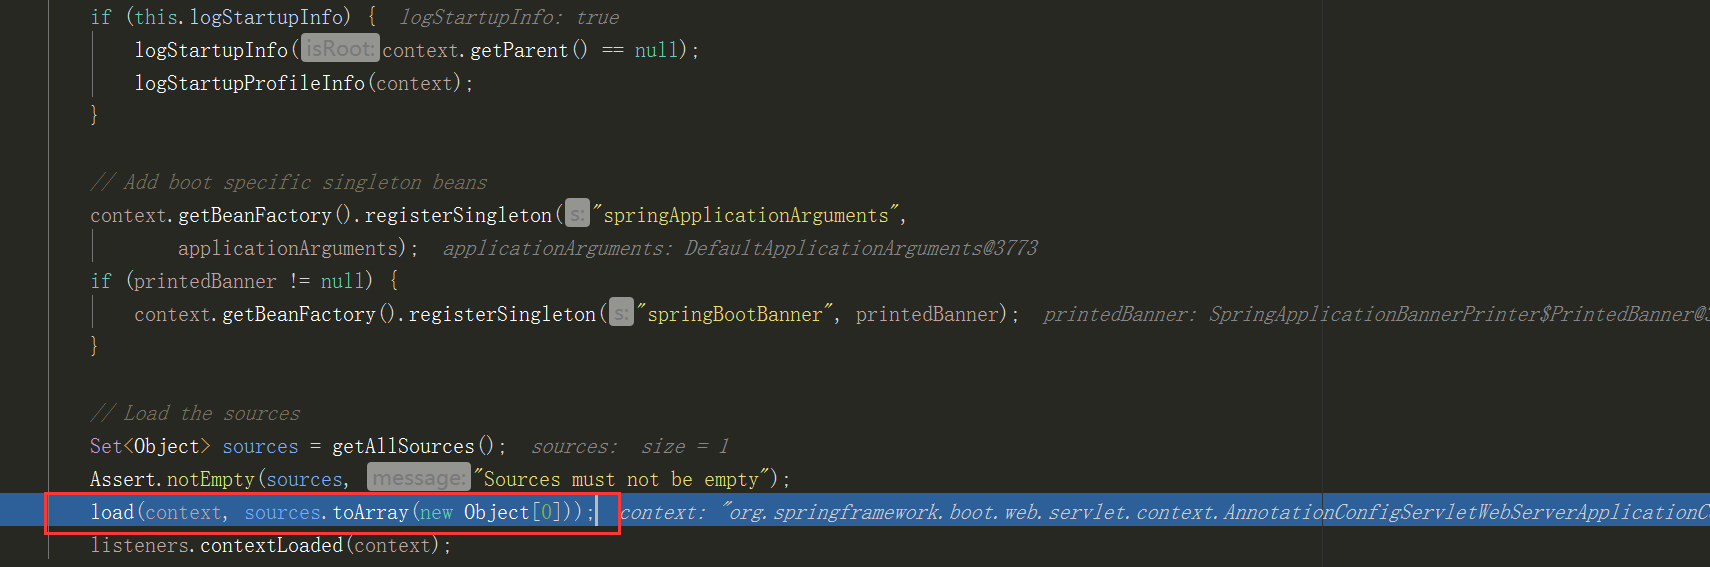 if (this.logStartupInfo) {  logStartupInfo: true
logStartupInfo( isRoot: context.getParent() == null);
logStartupProfileInfo(context);
}
// Add boot specific singleton beans
context.getBeanFactory().registerSingleton( s: "springApplicationArguments",
applicationArguments);  applicationArguments: DefaultApplicationArguments@3773
if (printedBanner != null) {
context.getBeanFactory().registerSingleton( s: "springBootBanner", printedBanner);  printedBanner: SpringApplicationBannerPrinter$PrintedBanner@
}
// Load the sources
Set<Object> sources = getAllSources();  sources:  size = 1
Assert.notEmpty(sources,  message: "Sources must not be empty");
load(context, sources.toArray(new Object[0]));  context: "org.springframework.boot.web.servlet.context.AnnotationConfigServletWebServerApplicationC
listeners.contextLoaded(context);